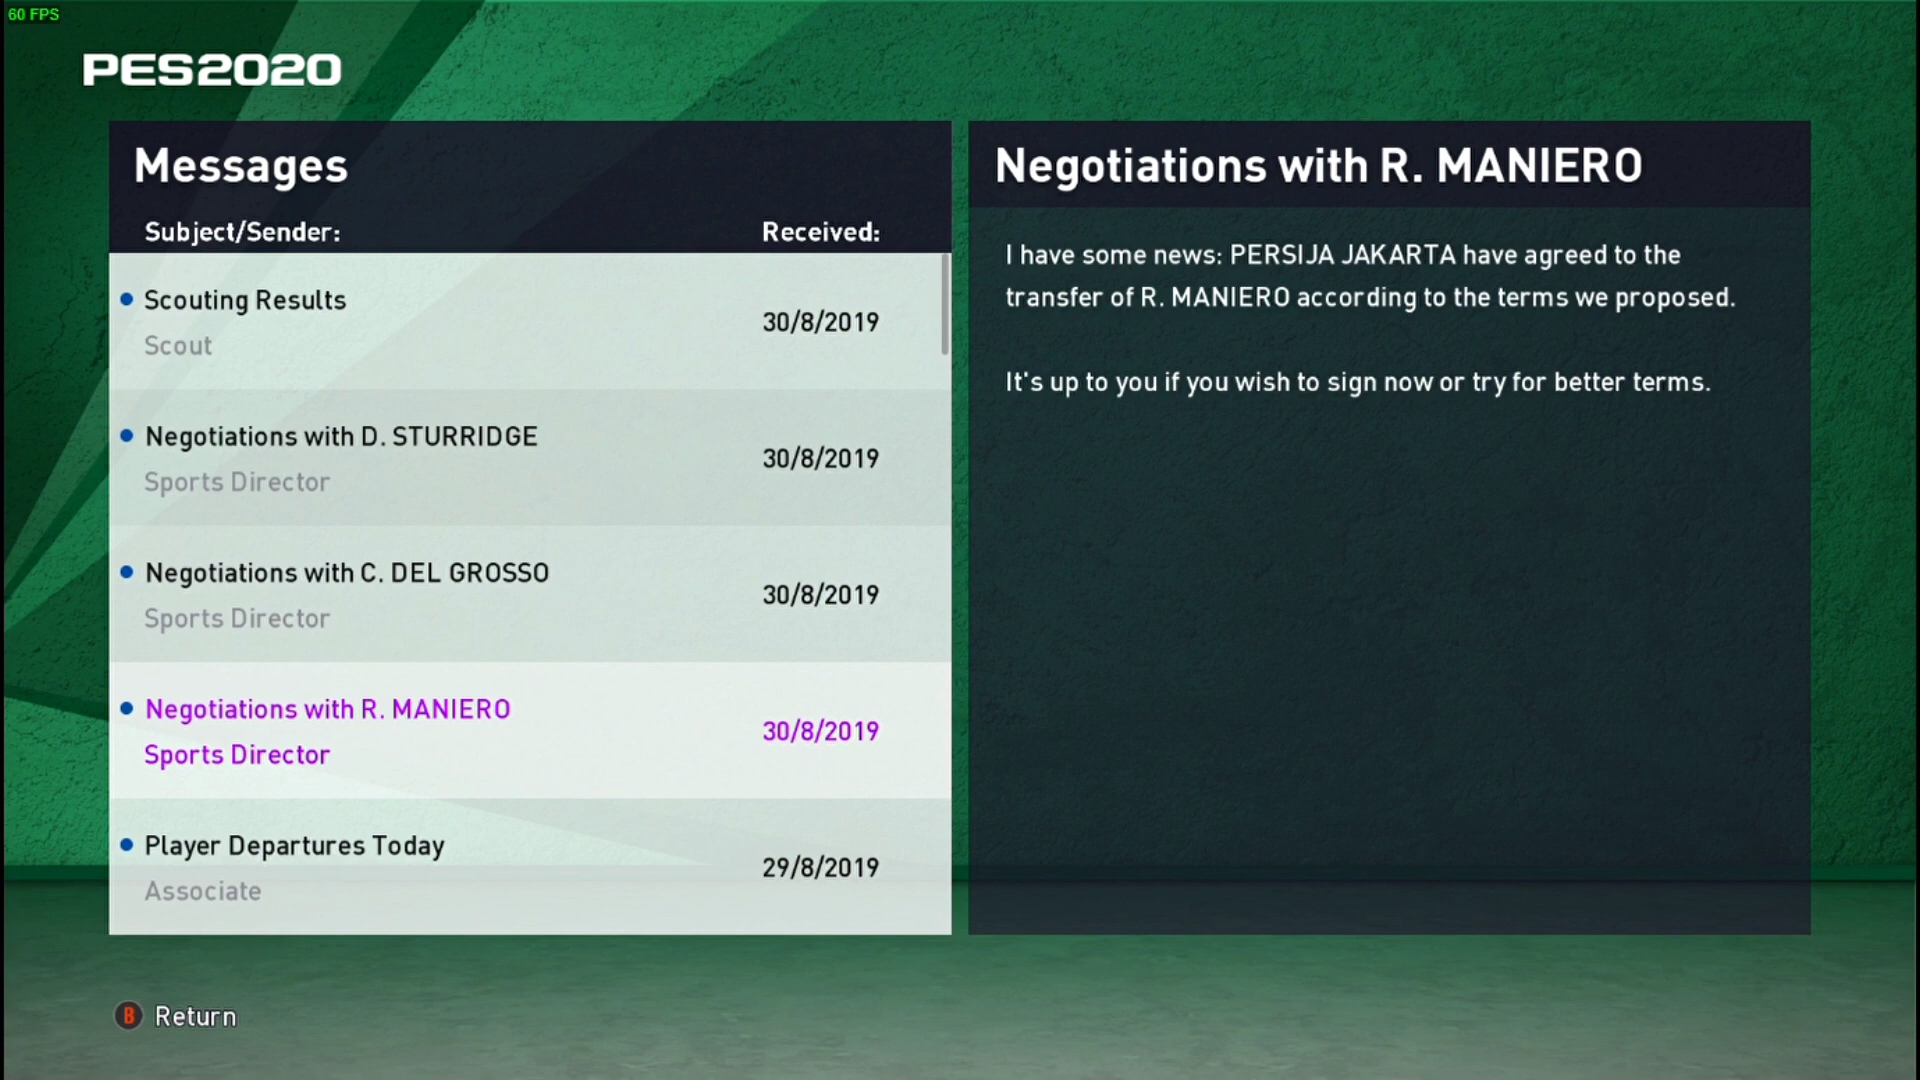 60 FPS
PES2020
Messages
Subject/Sender: Received:
Scouting Results
Scout
30/8/2019
Negotiations with D. STURRIDGE
Sports Director
30/8/2019
Negotiations with C. DEL GROSSO
Sports Director
30/8/2019
Negotiations with R. MANIERO
Sports Director
30/8/2019
Player Departures Today
Associate
29/8/2019
Negotiations with R. MANIERO
I have some news: PERSIJA JAKARTA have agreed to the
transfer of R. MANIERO according to the terms we proposed.
It's up to you if you wish to sign now or try for better terms.
B Return